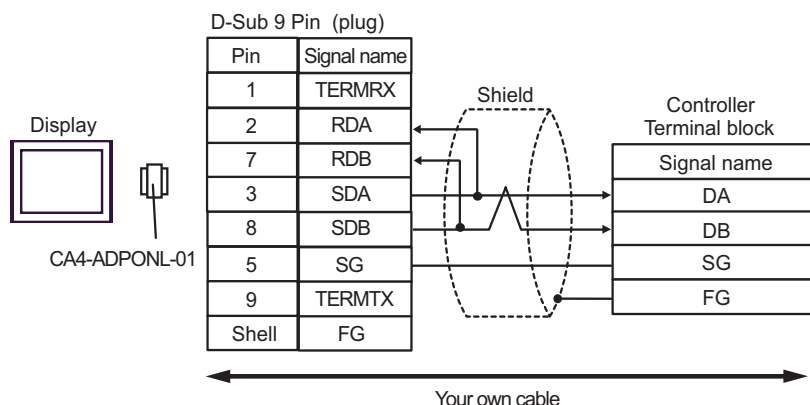 D-Sub 9 Pin (plug)
Pin Signal name
1 TERMRX
2 RDA
7 RDB
3 SDA
8 SDB
5 SG
9 TERMTX
Shell FG
Display
CA4-ADPONL-01
Shield
Controller
Terminal block
Signal name
DA
DB
SG
FG
Your own cable